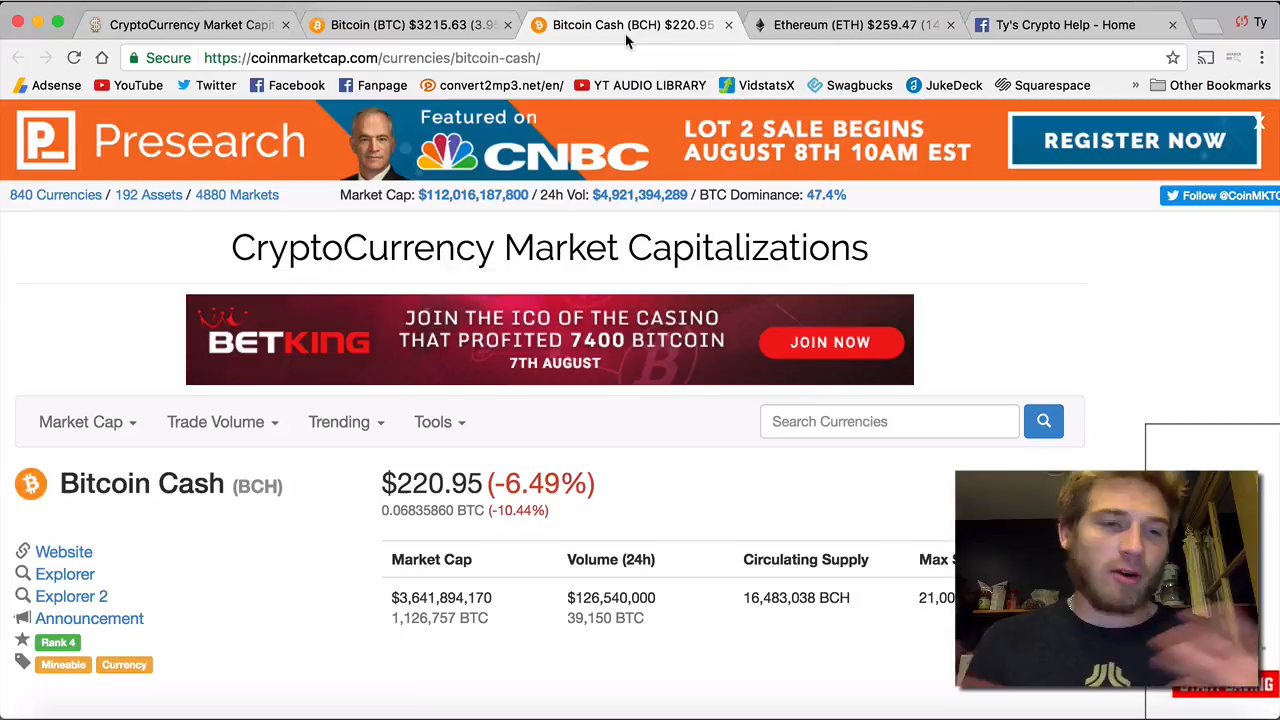 CryptoCurrency Market Capit
Bitcoin (BTC) $3215.63 (3.95
Bitcoin Cash (BCH) $220.95
Ethereum (ETH) $259.47 (14
Ty's Crypto Help - Home
Ty
Secure https://coinmarketcap.com/currencies/bitcoin-cash/
Adsense YouTube Twitter Facebook Fanpage convert2mp3.net/en/ YT AUDIO LIBRARY VidstatsX Swagbucks JukeDeck Squarespace » Other Bookmarks
Presearch
Featured on
CNBC
LOT 2 SALE BEGINS
AUGUST 8TH 10AM EST
REGISTER NOW
X
840 Currencies / 192 Assets / 4880 Markets
Market Cap: $112,016,187,800 / 24h Vol: $4,921,394,289 / BTC Dominance: 47.4%
Follow @CoinMKTC
CryptoCurrency Market Capitalizations
BETKING
JOIN THE ICO OF THE CASINO
THAT PROFITED 7400 BITCOIN
7TH AUGUST
JOIN NOW
Market Cap Trade Volume Trending Tools
Search Currencies
Bitcoin Cash (BCH)
$220.95 (-6.49%)
0.06835860 BTC (-10.44%)
Website
Explorer
Explorer 2
Announcement
Rank 4
Mineable Currency
Market Cap Volume (24h) Circulating Supply Max S
$3,641,894,170 $126,540,000 16,483,038 BCH 21,00
1,126,757 BTC 39,150 BTC